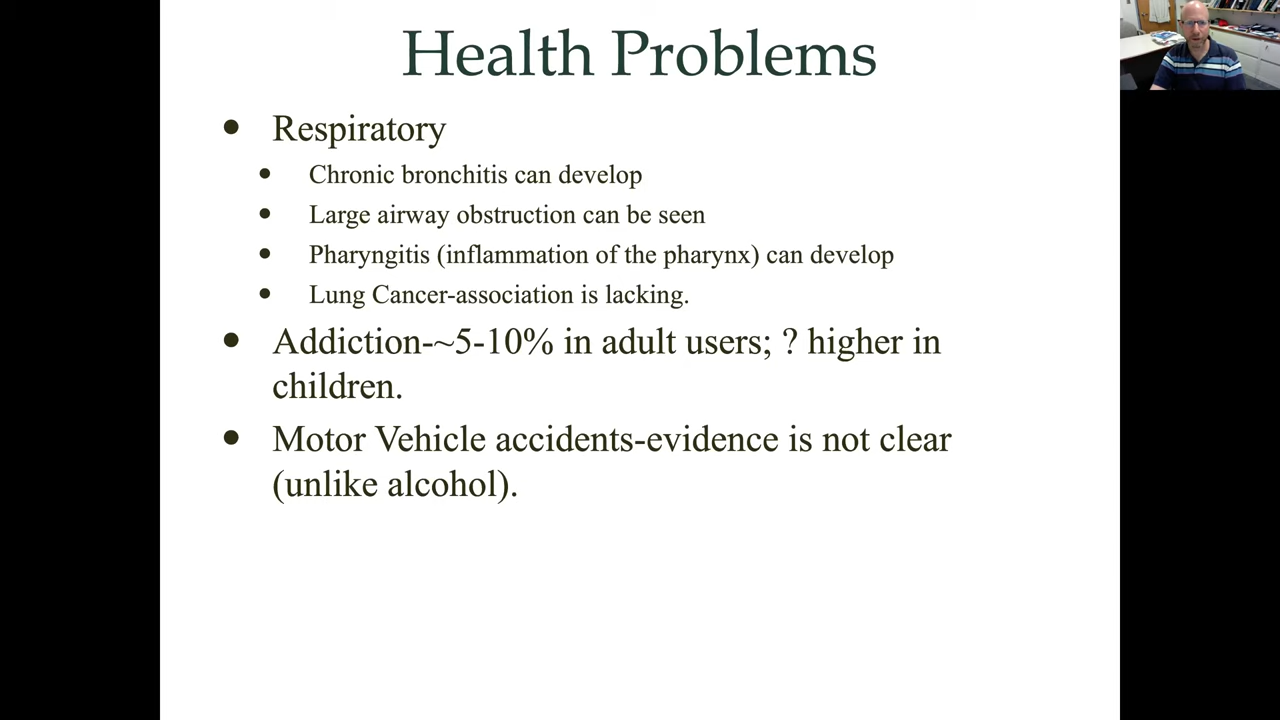 Health Problems
• Respiratory
• Chronic bronchitis can develop
• Large airway obstruction can be seen
• Pharyngitis (inflammation of the pharynx) can develop
• Lung Cancer-association is lacking.
• Addiction-~5-10% in adult users; ? higher in
children.
• Motor Vehicle accidents-evidence is not clear
(unlike alcohol).